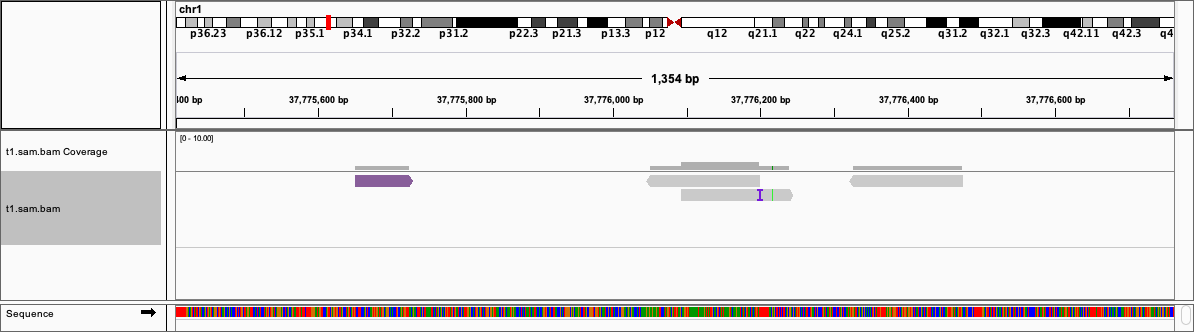 chr1
p36.23 p36.12 p35.1 p34.1 p32.2 p31.2 p22.3 p21.3 p13.3 p12 q12 q21.1 q22 q24.1 q25.2 q31.2 q32.1 q32.3 q42.11 q42.3 q4
1,354 bp
400 bp 37,775,600 bp 37,775,800 bp 37,776,000 bp 37,776,200 bp 37,776,400 bp 37,776,600 bp
[0 - 10.00]
t1.sam.bam Coverage
t1.sam.bam
Sequence